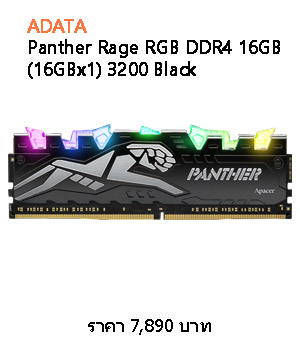 ADATA
Panther Rage RGB DDR4 16GB
(16GBx1) 3200 Black
PANTHER
Apacer
ราคา 7,890 บาท